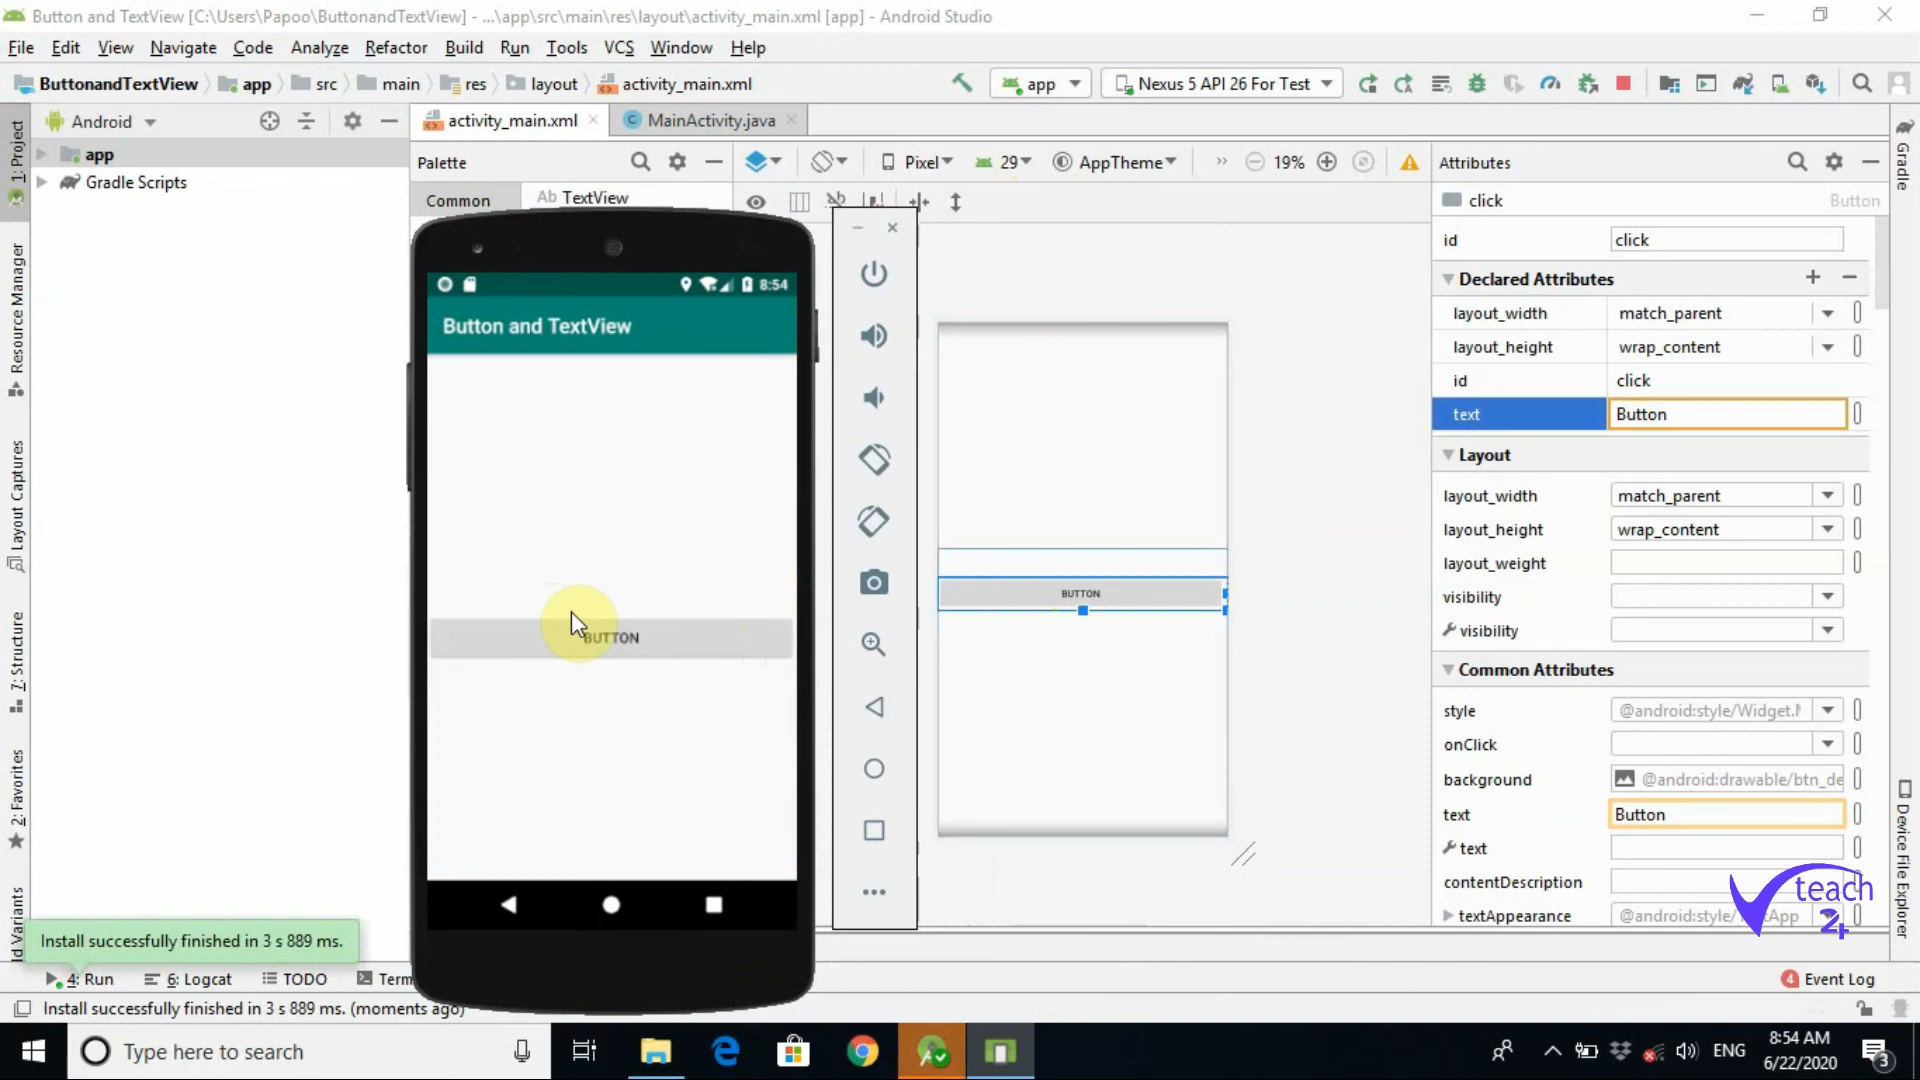 Button and TextView [C:\Users\Papoo\ButtonandTextView] - ...\app\src\main\res\layout\activity_main.xml [app] - Android Studio
File Edit View Navigate Code Analyze Refactor Build Run Tools VCS Window Help
ButtonandTextView app src main res layout activity_main.xml app Nexus 5 API 26 For Test
Android activity_main.xml MainActivity.java
app
Gradle Scripts
Palette
Common
Ab TextView
Pixel 29 AppTheme 19%
8:54
Button and TextView
BUTTON
BUTTON
Attributes
click Button
id click
Declared Attributes
layout_width match_parent
layout_height wrap_content
id click
text Button
Layout
layout_width match_parent
layout_height wrap_content
layout_weight
visibility
visibility
Common Attributes
style @android:style/Widget.M
onClick
background @android:drawable/btn_de
text Button
text
contentDescription
textAppearance
teach
24
1: Project
Resource Manager
Layout Captures
7: Structure
2: Favorites
ld Variants
Gradle
Device File Explorer
Install successfully finished in 3 s 889 ms.
4: Run 6: Logcat TODO Term
4 Event Log
Install successfully finished in 3 s 889 ms. (moments ago)
Type here to search
ENG
8:54 AM
6/22/2020
3